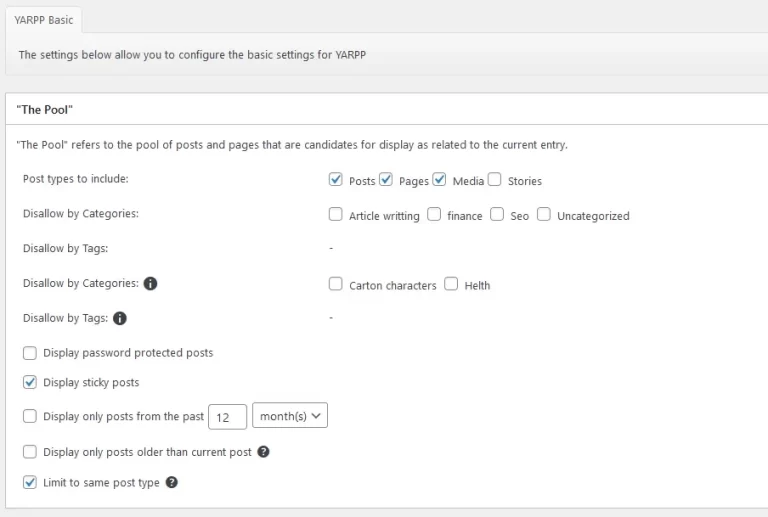 YARPP Basic
The settings below allow you to configure the basic settings for YARPP
"The Pool"
"The Pool" refers to the pool of posts and pages that are candidates for display as related to the current entry.
Post types to include: Posts Pages Media Stories
Disallow by Categories: Article writting finance Seo Uncategorized
Disallow by Tags: -
Disallow by Categories: i Carton characters Helth
Disallow by Tags: i -
Display password protected posts
Display sticky posts
Display only posts from the past 12 month(s)
Display only posts older than current post ?
Limit to same post type ?